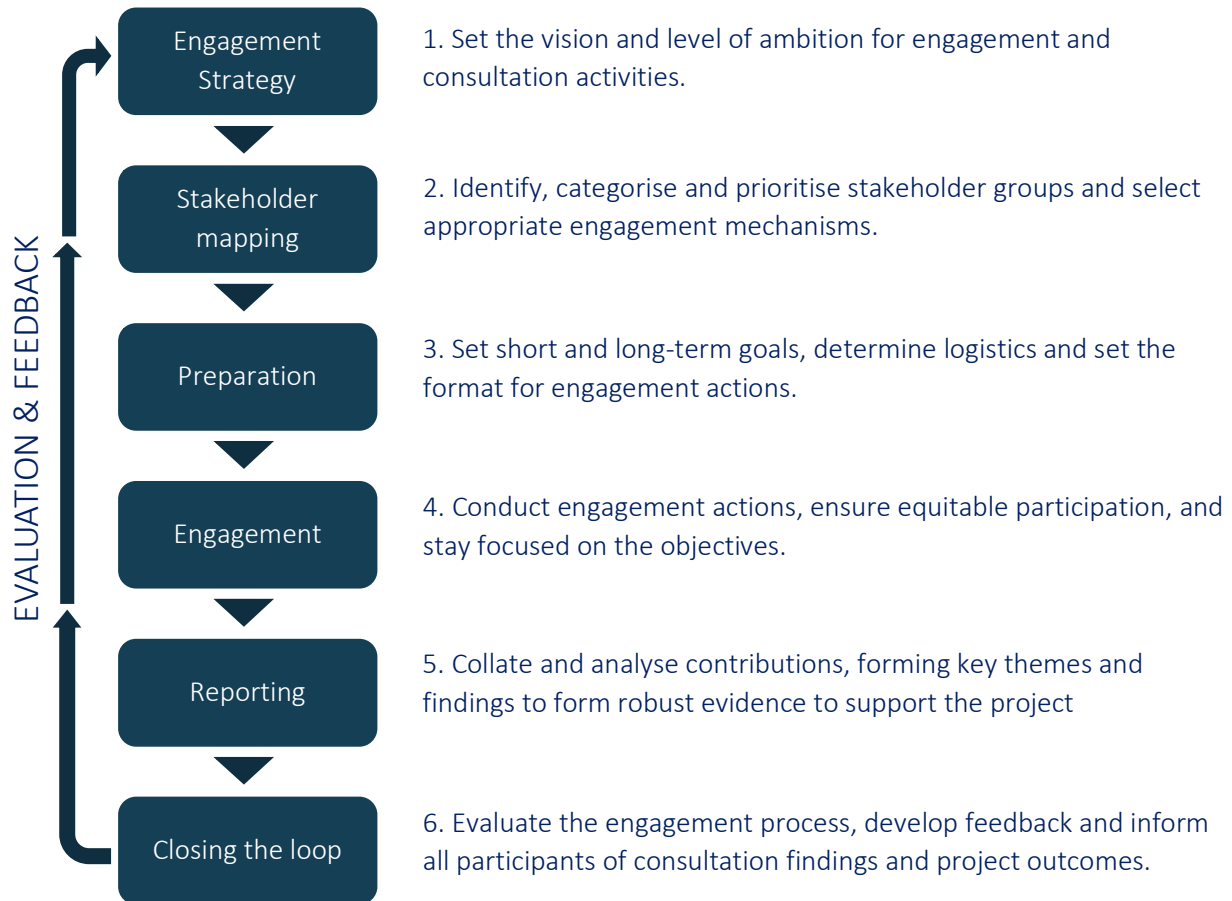 Engagement
Strategy
1. Set the vision and level of ambition for engagement and
consultation activities.
Stakeholder
mapping
2. Identify, categorise and prioritise stakeholder groups and select
appropriate engagement mechanisms.
Preparation
3. Set short and long-term goals, determine logistics and set the
format for engagement actions.
Engagement
4. Conduct engagement actions, ensure equitable participation, and
stay focused on the objectives.
Reporting
5. Collate and analyse contributions, forming key themes and
findings to form robust evidence to support the project
Closing the loop
6. Evaluate the engagement process, develop feedback and inform
all participants of consultation findings and project outcomes.
EVALUATION & FEEDBACK